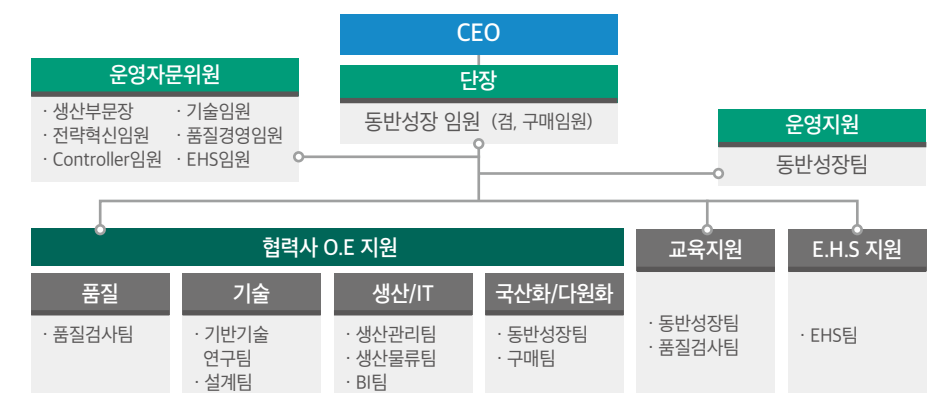 CEO
단장
동반성장 임원 (겸, 구매임원)
운영자문위원
· 생산부문장 · 기술임원
· 전략혁신임원 · 품질경영임원
· Controller임원 · EHS임원
운영지원
동반성장팀
협력사 O.E 지원
품질
· 품질검사팀
기술
· 기반기술
연구팀
· 설계팀
생산/IT
· 생산관리팀
· 생산물류팀
· BI팀
국산화/다원화
· 동반성장팀
· 구매팀
교육지원
· 동반성장팀
· 품질검사팀
E.H.S 지원
· EHS팀